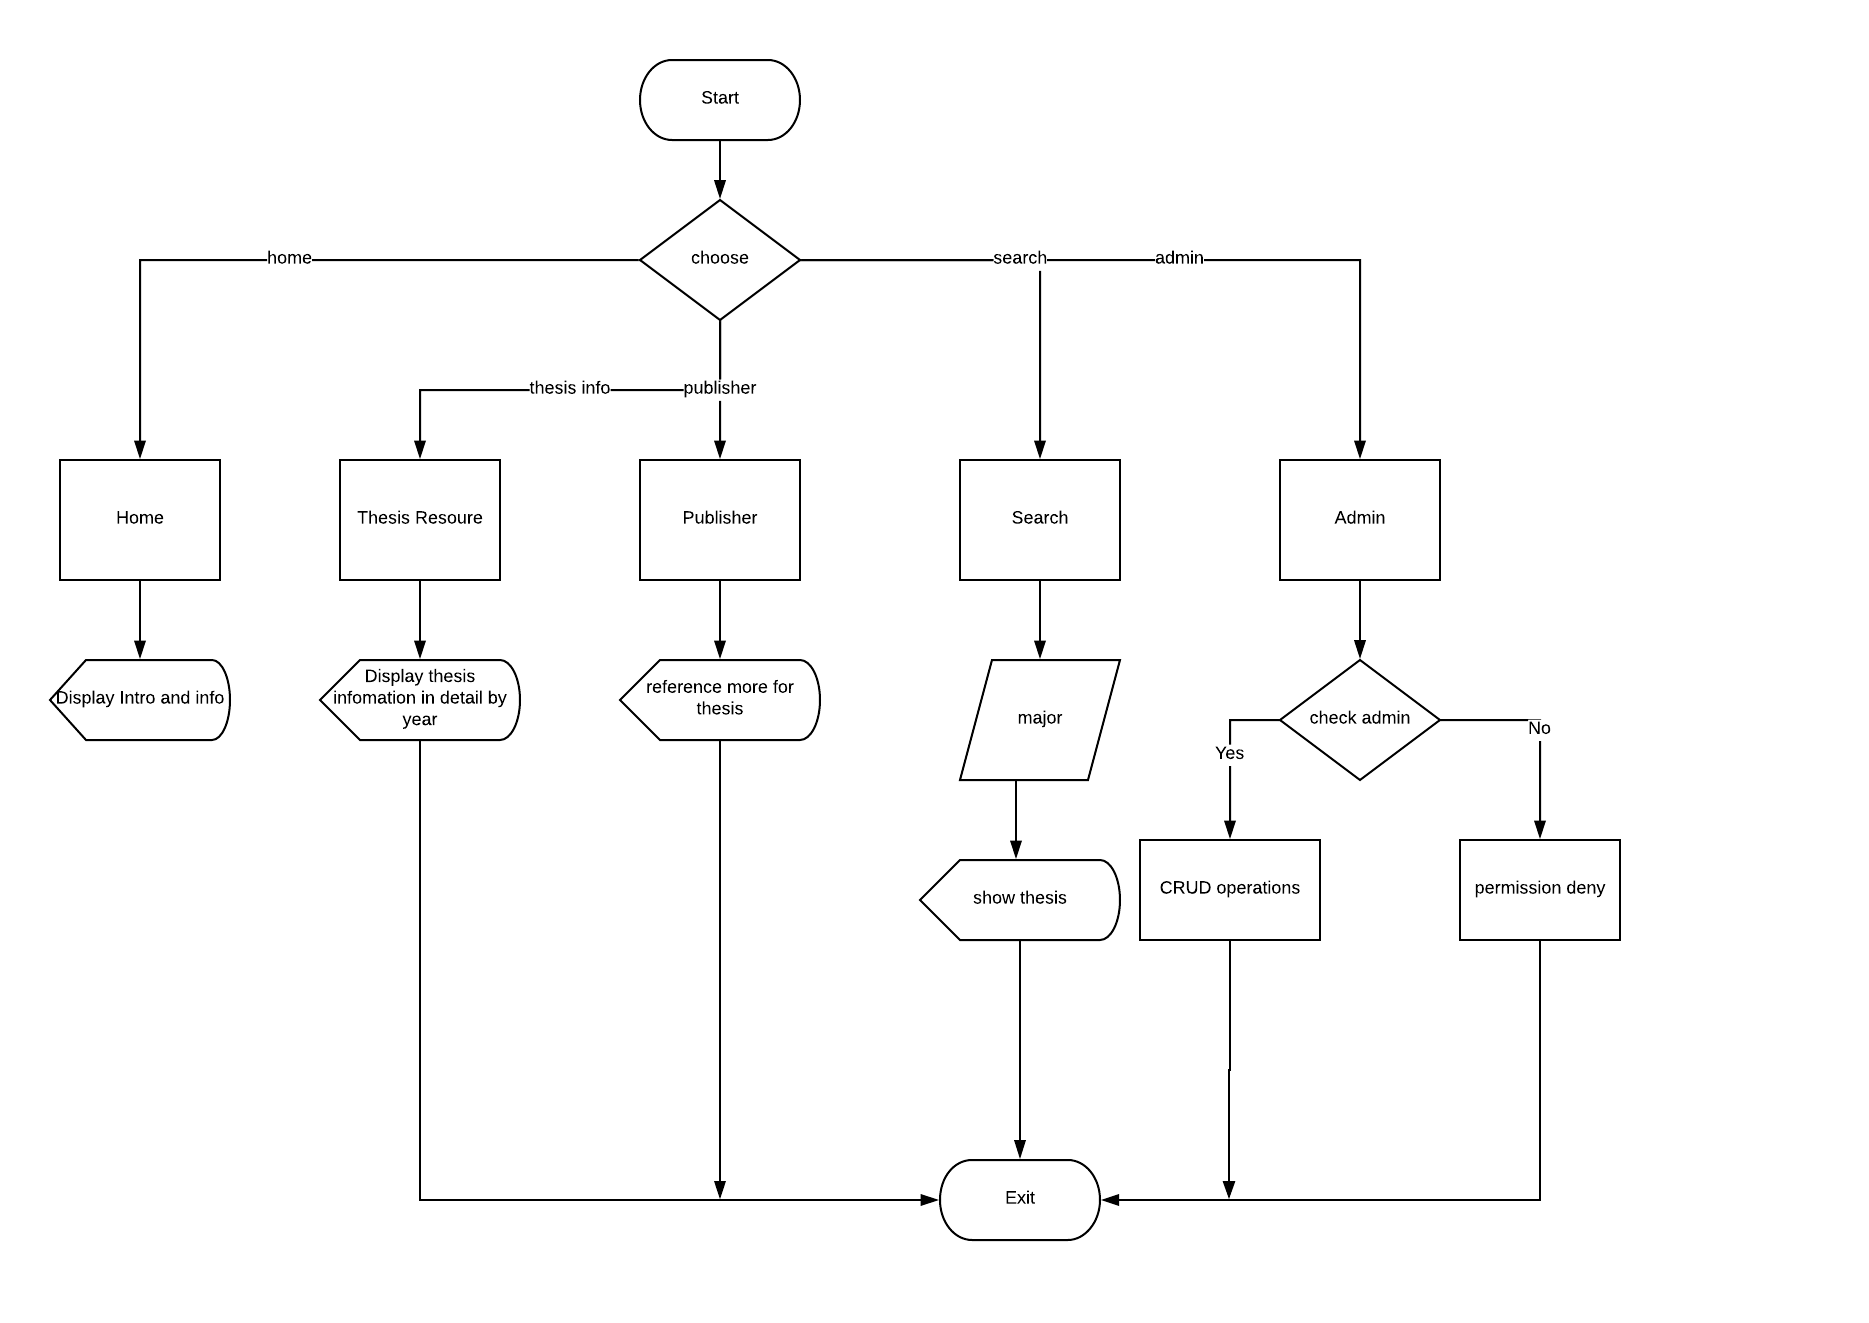 Start
choose
home
search
admin
thesis info
publisher
Home
Thesis Resoure
Publisher
Search
Admin
Display Intro and info
Display thesis
infomation in detail by
year
reference more for
thesis
major
check admin
Yes
No
show thesis
CRUD operations
permission deny
Exit